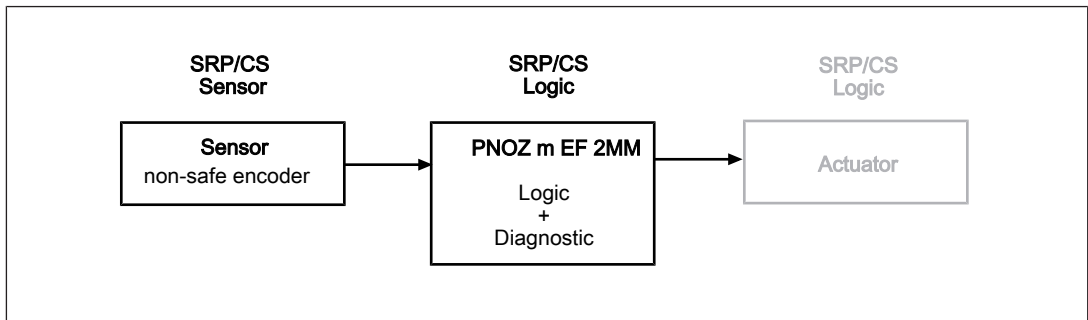 SRP/CS
Sensor
SRP/CS
Logic
SRP/CS
Logic
Sensor
non-safe encoder
PNOZ m EF 2MM
Logic
+
Diagnostic
Actuator